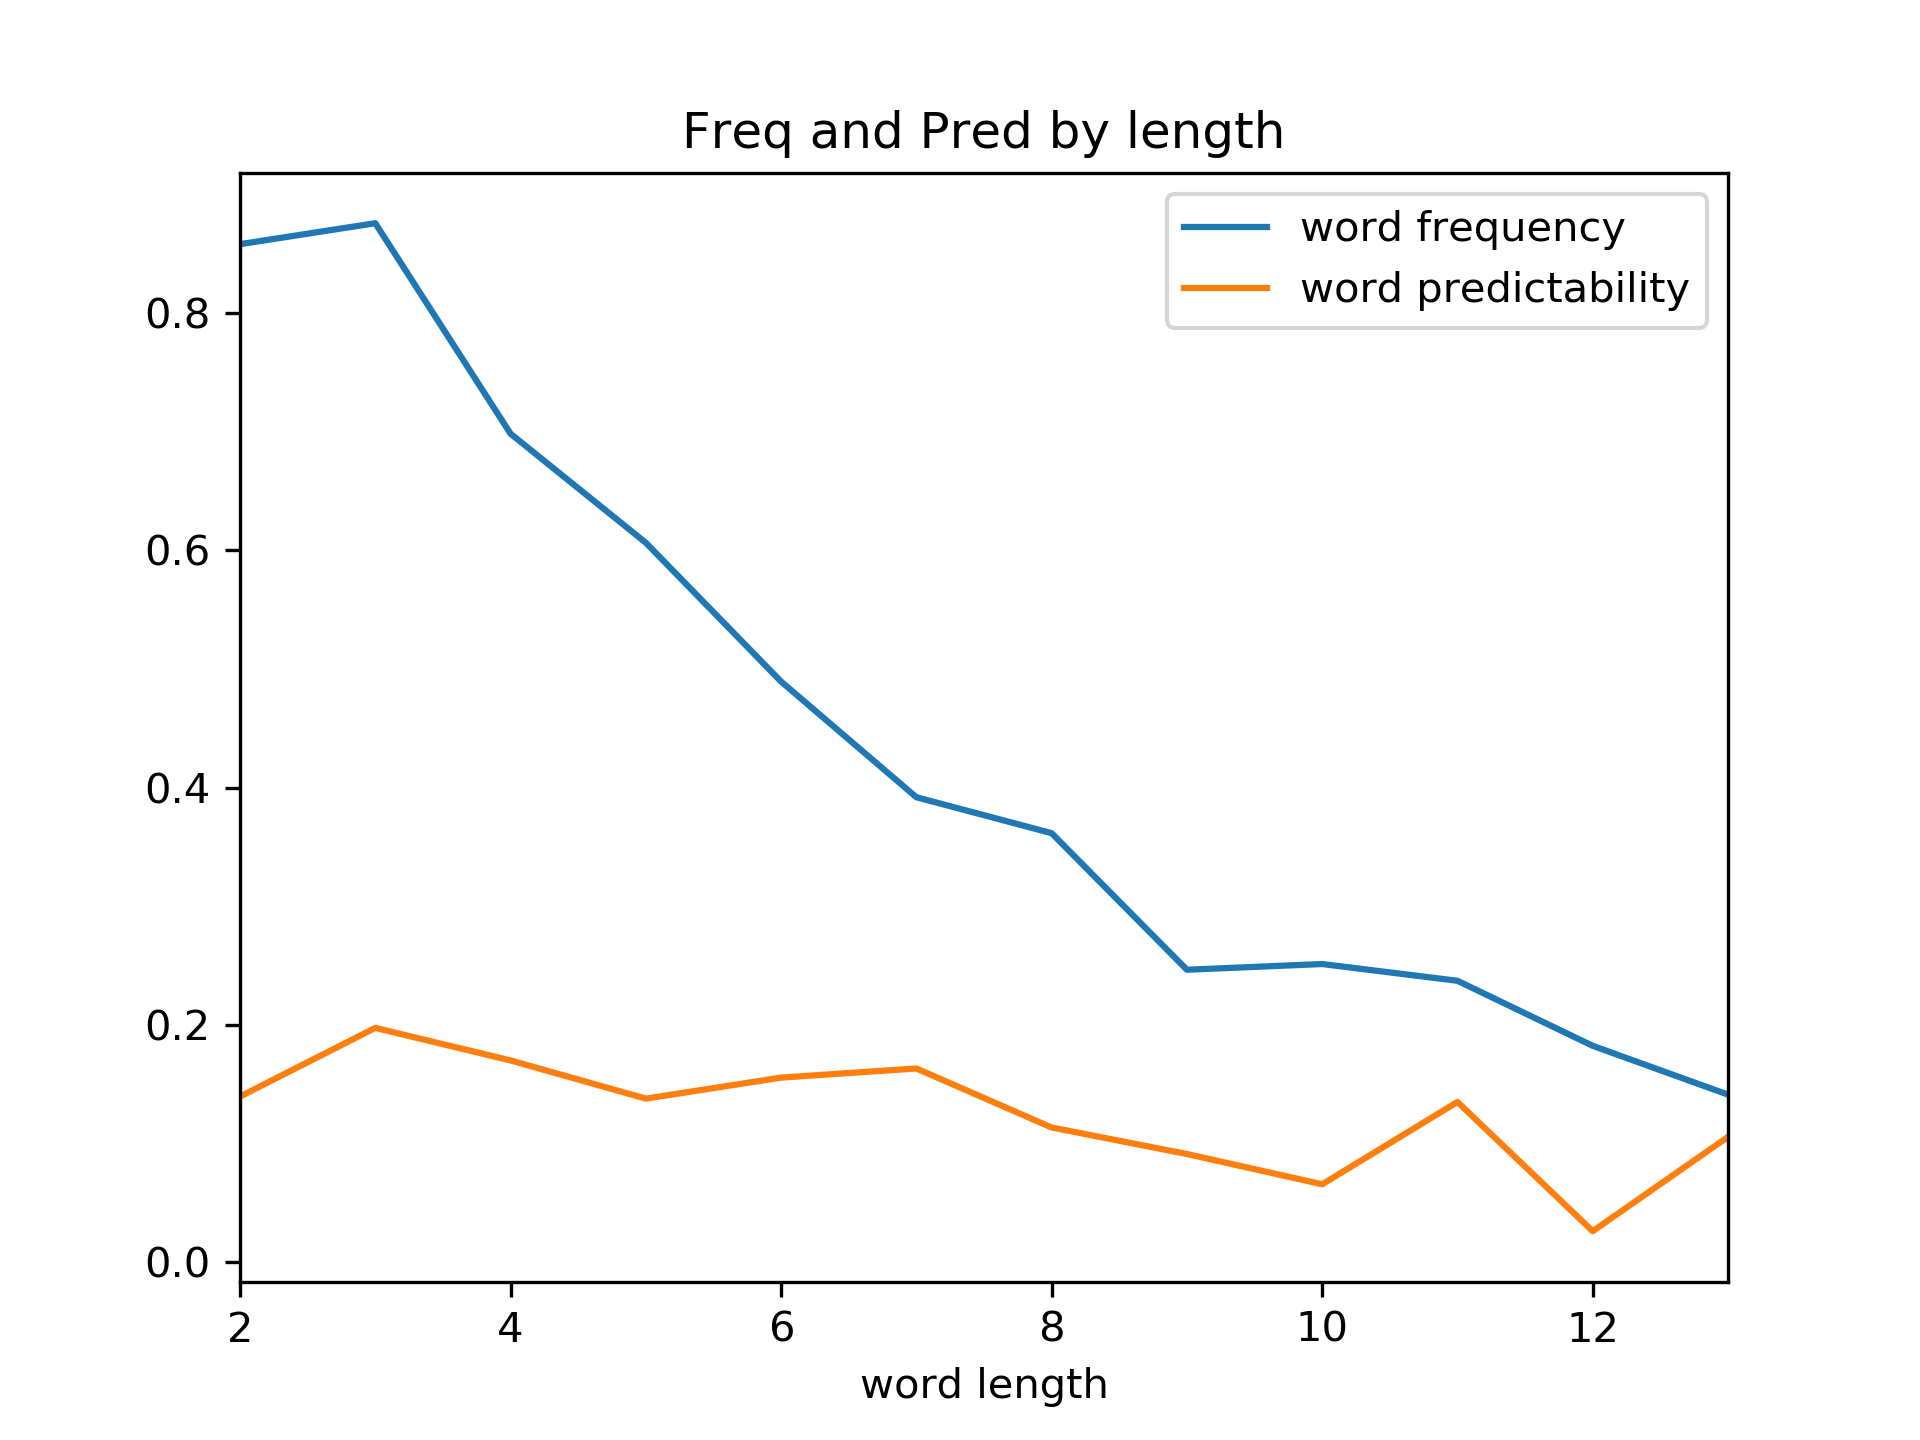 Freq and Pred by length
word frequency
word predictability
0.8
0.6
0.4
0.2
0.0
2 4 6 8 10 12
word length